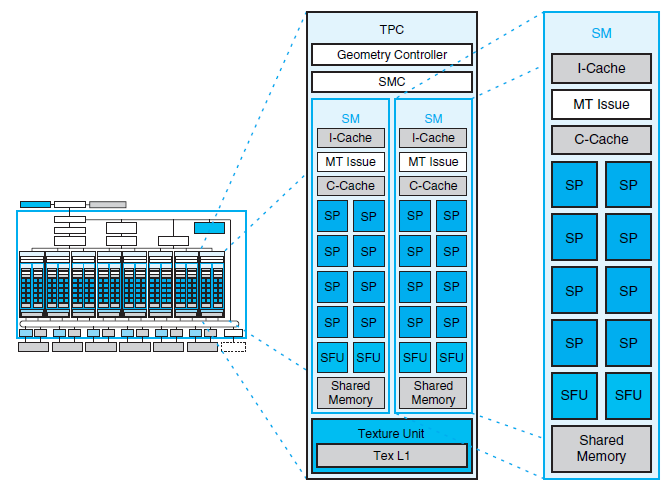 TPC
Geometry Controller
SMC
SM
I-Cache
MT Issue
C-Cache
SP SP
SP SP
SP SP
SP SP
SFU SFU
Shared
Memory
SM
I-Cache
MT Issue
C-Cache
SP SP
SP SP
SP SP
SP SP
SFU SFU
Shared
Memory
Texture Unit
Tex L1
SM
I-Cache
MT Issue
C-Cache
SP SP
SP SP
SP SP
SP SP
SFU SFU
Shared
Memory